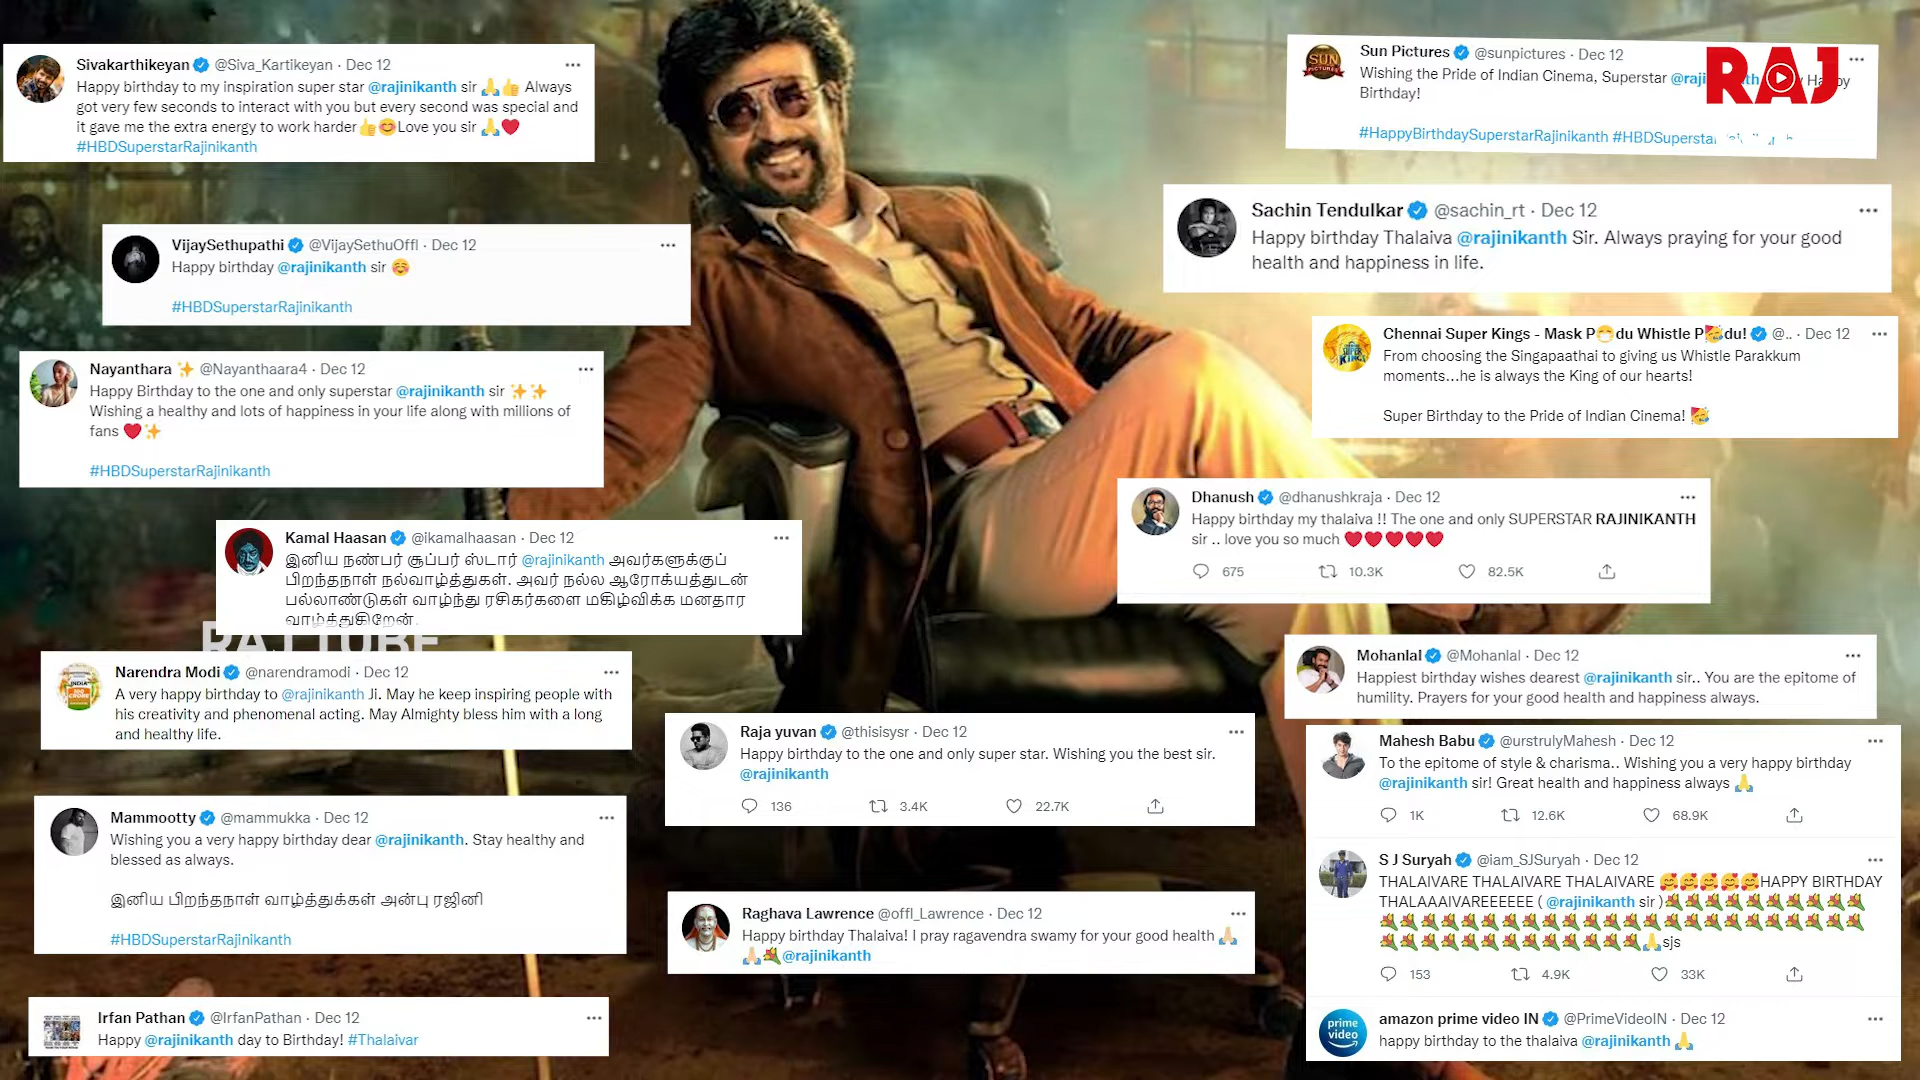 Sivakarthikeyan @Siva_Kartikeyan · Dec 12
Happy birthday to my inspiration super star @rajinikanth sir 🙏👍 Always
got very few seconds to interact with you but every second was special and
it gave me the extra energy to work harder👍😊Love you sir 🙏❤️
#HBDSuperstarRajinikanth
VijaySethupathi @VijaySethuOffl · Dec 12
Happy birthday @rajinikanth sir ☺️
#HBDSuperstarRajinikanth
Nayanthara ✨ @Nayanthaara4 · Dec 12
Happy Birthday to the one and only superstar @rajinikanth sir ✨✨
Wishing a healthy and lots of happiness in your life along with millions of
fans ❤️✨
#HBDSuperstarRajinikanth
Kamal Haasan @ikamalhaasan · Dec 12
இனிய நண்பர் சூப்பர் ஸ்டார் @rajinikanth அவர்களுக்குப்
பிறந்தநாள் நல்வாழ்த்துகள். அவர் நல்ல ஆரோக்யத்துடன்
பல்லாண்டுகள் வாழ்ந்து ரசிகர்களை மகிழ்விக்க மனதார
வாழ்த்துகிறேன்.
RAJ TUBE
Narendra Modi @narendramodi · Dec 12
A very happy birthday to @rajinikanth Ji. May he keep inspiring people with
his creativity and phenomenal acting. May Almighty bless him with a long
and healthy life.
Mammootty @mammukka · Dec 12
Wishing you a very happy birthday dear @rajinikanth. Stay healthy and
blessed as always.
இனிய பிறந்தநாள் வாழ்த்துக்கள் அன்பு ரஜினி
#HBDSuperstarRajinikanth
Irfan Pathan @IrfanPathan · Dec 12
Happy @rajinikanth day to Birthday! #Thalaivar
Raja yuvan @thisisysr · Dec 12
Happy birthday to the one and only super star. Wishing you the best sir.
@rajinikanth
136 3.4K 22.7K
Raghava Lawrence @offl_Lawrence · Dec 12
Happy birthday Thalaiva! I pray ragavendra swamy for your good health 🙏🏻
🙏🏻💐@rajinikanth
SUN
PICTURES
Sun Pictures @sunpictures · Dec 12
Wishing the Pride of Indian Cinema, Superstar
Birthday!
#HappyBirthdaySuperstarRajinikanth
RAJ
Sachin Tendulkar @sachin_rt · Dec 12
Happy birthday Thalaiva @rajinikanth Sir. Always praying for your good
health and happiness in life.
Chennai Super Kings - Mask P😷du Whistle P🥳du! @.. · Dec 12
From choosing the Singapaathai to giving us Whistle Parakkum
moments...he is always the King of our hearts!
Super Birthday to the Pride of Indian Cinema! 🥳
Dhanush @dhanushkraja · Dec 12
Happy birthday my thalaiva !! The one and only SUPERSTAR RAJINIKANTH
sir .. love you so much ❤️❤️❤️❤️❤️
675 10.3K 82.5K
Mohanlal @Mohanlal · Dec 12
Happiest birthday wishes dearest @rajinikanth sir.. You are the epitome of
humility. Prayers for your good health and happiness always.
Mahesh Babu @urstrulyMahesh · Dec 12
To the epitome of style & charisma.. Wishing you a very happy birthday
@rajinikanth sir! Great health and happiness always 🙏
1K 12.6K 68.9K
S J Suryah @iam_SJSuryah · Dec 12
THALAIVARE THALAIVARE THALAIVARE 🥰🥰🥰🥰🥰HAPPY BIRTHDAY
THALAAAIVAREEEEEE ( @rajinikanth sir )💐💐💐💐💐💐💐💐💐💐
💐💐💐💐💐💐💐💐💐💐💐💐💐💐💐💐💐💐💐💐💐💐💐💐
💐💐💐💐💐💐💐💐💐💐💐💐💐🙏sjs
153 4.9K 33K
prime
video
amazon prime video IN @PrimeVideoIN · Dec 12
happy birthday to the thalaiva @rajinikanth 🙏